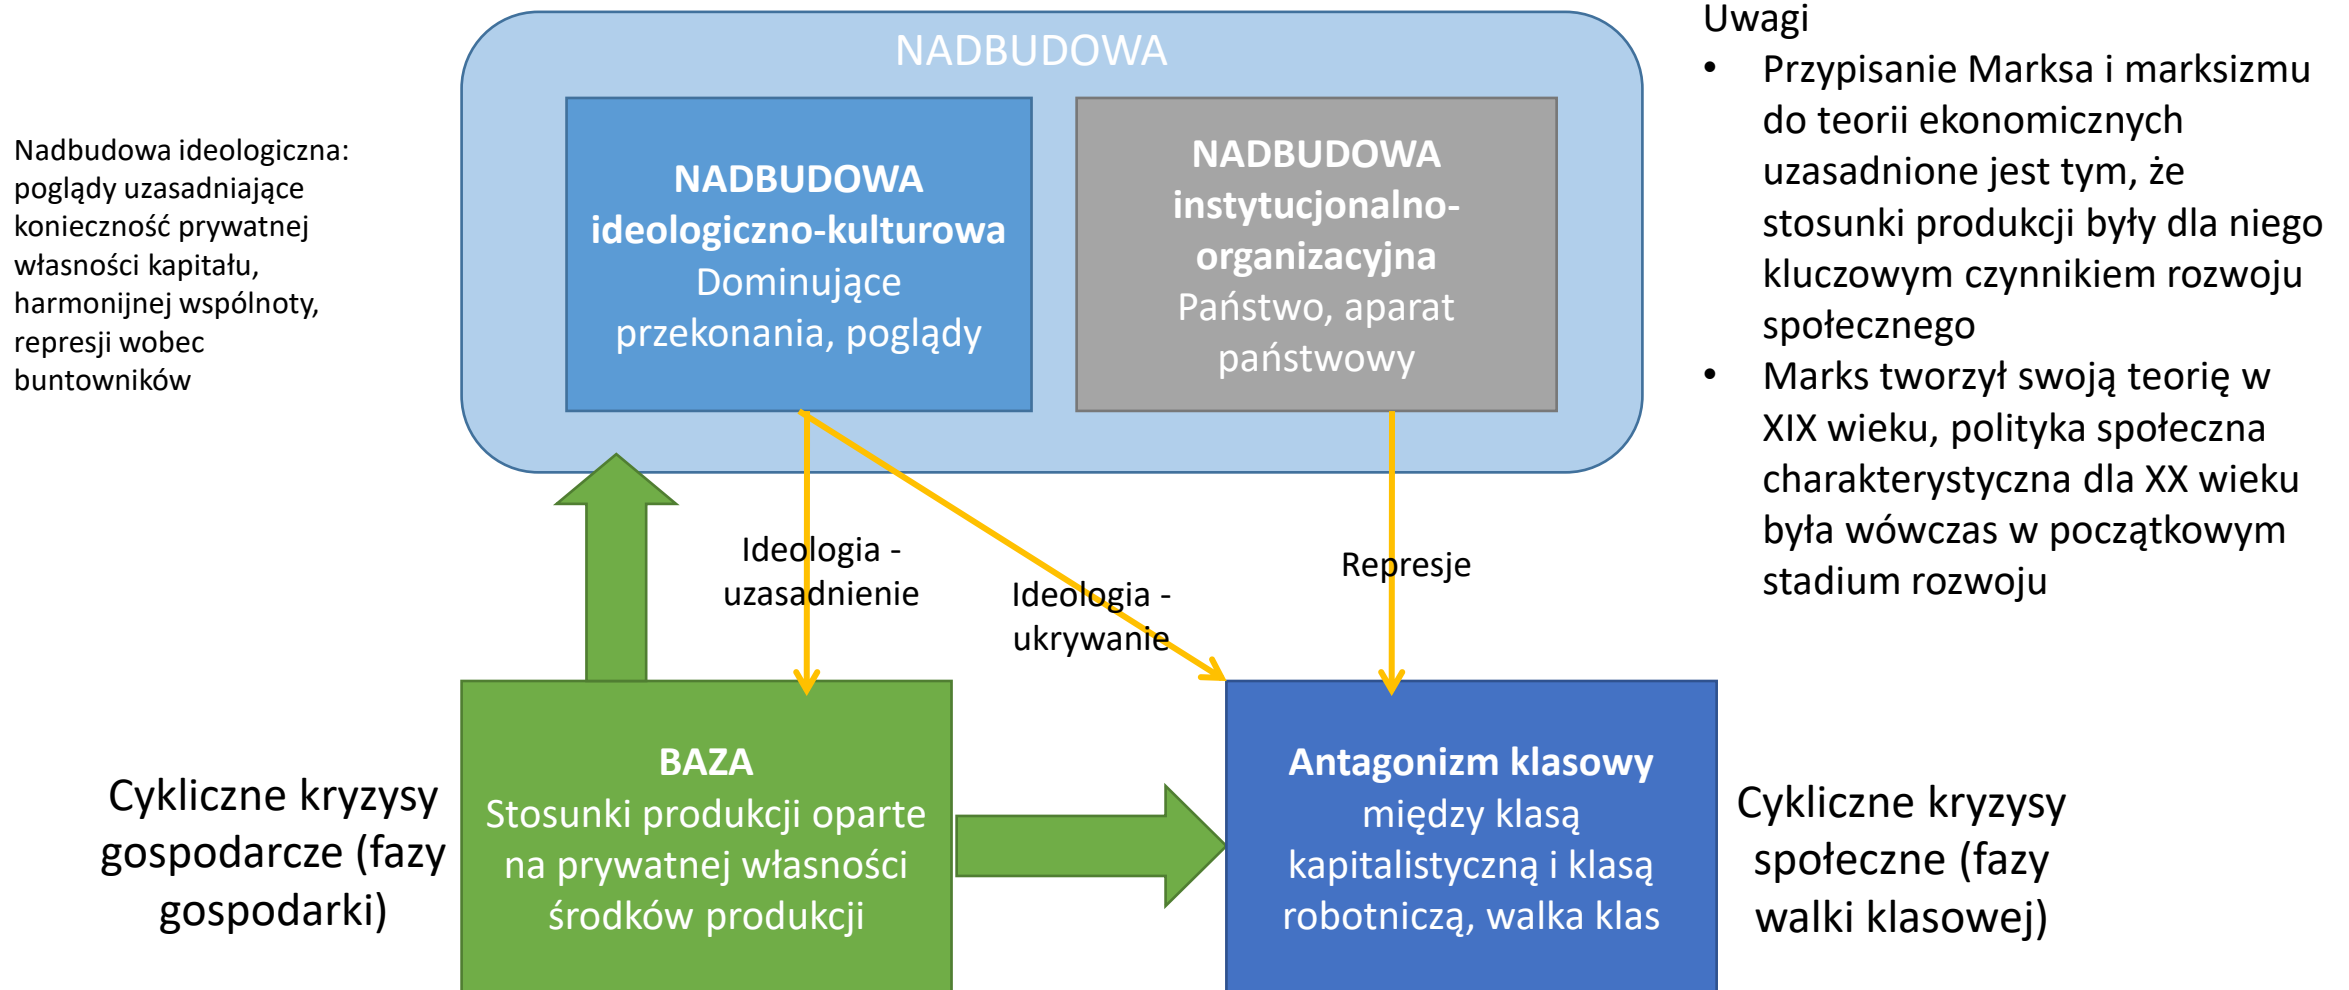 NADBUDOWA
Nadbudowa ideologiczna:
poglądy uzasadniające
konieczność prywatnej
własności kapitału,
harmonijnej wspólnoty,
represji wobec
buntowników
NADBUDOWA
ideologiczno-kulturowa
Dominujące
przekonania, poglądy
NADBUDOWA
instytucjonalno-
organizacyjna
Państwo, aparat
państwowy
Uwagi
• Przypisanie Marksa i marksizmu
do teorii ekonomicznych
uzasadnione jest tym, że
stosunki produkcji były dla niego
kluczowym czynnikiem rozwoju
społecznego
• Marks tworzył swoją teorię w
XIX wieku, polityka społeczna
charakterystyczna dla XX wieku
była wówczas w początkowym
stadium rozwoju
Ideologia -
uzasadnienie
Ideologia -
ukrywanie
Represje
Cykliczne kryzysy
gospodarcze (fazy
gospodarki)
BAZA
Stosunki produkcji oparte
na prywatnej własności
środków produkcji
Antagonizm klasowy
między klasą
kapitalistyczną i klasą
robotniczą, walka klas
Cykliczne kryzysy
społeczne (fazy
walki klasowej)